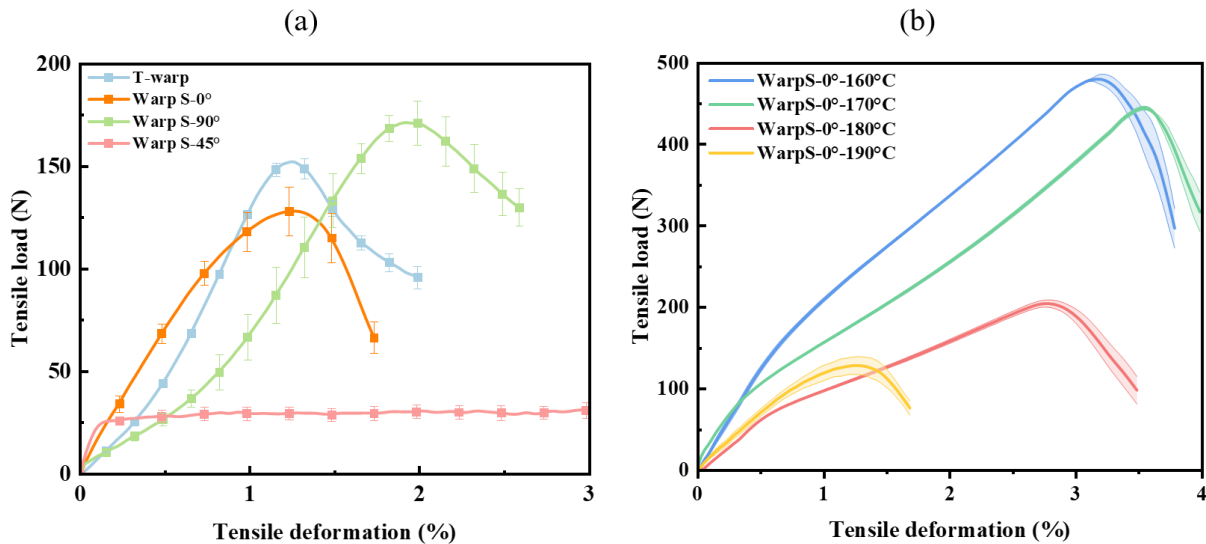 (a)
200
150
100
50
0
0
1
2
3
Tensile load (N)
Tensile deformation (%)
T-warp
Warp S-0°
Warp S-90°
Warp S-45°
(b)
500
400
300
200
100
0
0
1
2
3
4
Tensile load (N)
Tensile deformation (%)
WarpS-0°-160°C
WarpS-0°-170°C
WarpS-0°-180°C
WarpS-0°-190°C